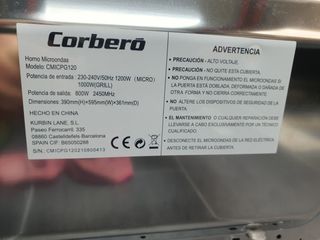 Corberó
Horno Microondas
Modelo: CMICPG120
Potencia de entrada: 230-240V/50Hz 1200W (MICRO)
1000W(GRILL)
Potencia de salida: 800W 2450MHz
Dimensiones: 390mm(H)×595mm(W)×361mm(D)
HECHO EN CHINA
KURBIN LANE, S.L.
Paseo Ferrocarril 335
08860 Castelldefels Barcelona
SPAIN CIF: B65050288
S/N: CMICPG120210800413
ADVERTENCIA
PRECAUCIÓN - ALTO VOLTAJE.
PRECAUCIÓN - NO QUITE ESTA CUBIERTA.
NO PONGA EN FUNCIONAMIENTO EL MICROONDAS SI
LA PUERTA ESTÁ DOBLADA, DEFORMADA O DAÑADA DE
OTRA FORMA Y NO CIERRA CORRECTAMENTE.
NO ALTERE LOS DISPOSITIVOS DE SEGURIDAD DE LA
PUERTA.
EL MANTENIMIENTO O CUALQUIER REPARACIÓN DEBE
LLEVARSE A CABO EXCLUSIVAMENTE POR UN TÉCNICO
AUTORIZADO.
DESCONECTE EL MICROONDAS DE LA RED ELÉCTRICA
ANTES DE RETIRAR LA CUBIERTA.